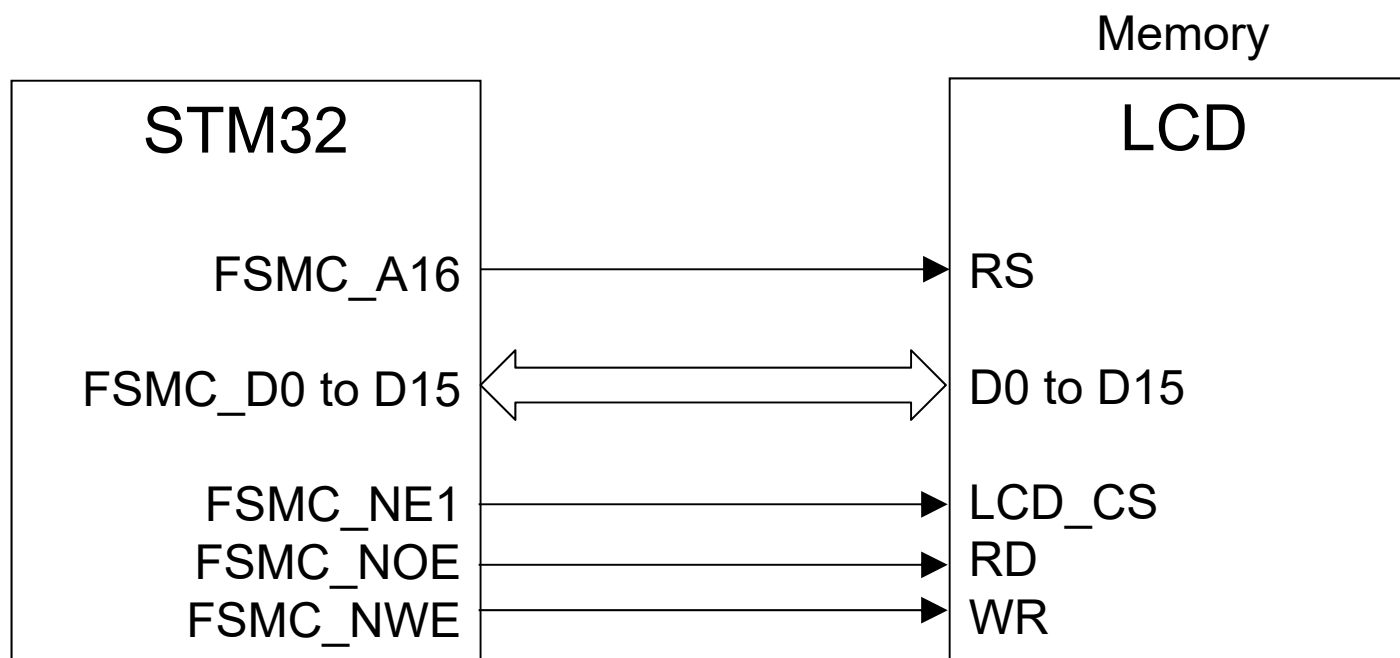 Memory
STM32
LCD
FSMC_A16
RS
FSMC_D0 to D15
D0 to D15
FSMC_NE1
LCD_CS
FSMC_NOE
RD
FSMC_NWE
WR